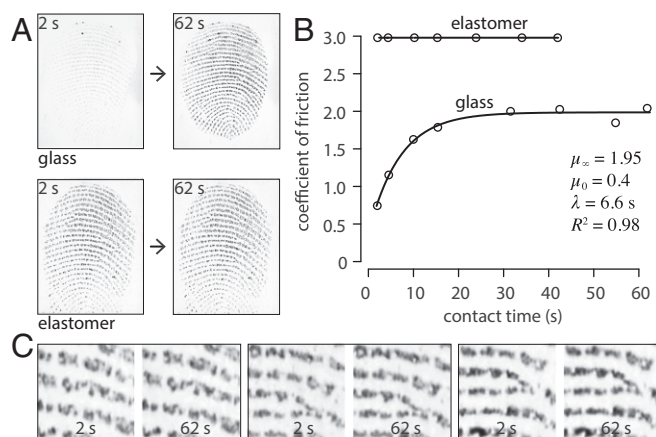 A
2 s
62 s
glass
2 s
62 s
elastomer
B
elastomer
glass
3.0
2.5
2.0
1.5
1.0
0.5
0
coefficient of friction
μ∞ = 1.95
μ0 = 0.4
λ = 6.6 s
R² = 0.98
0 10 20 30 40 50 60
contact time (s)
C
2 s 62 s 2 s 62 s 2 s 62 s